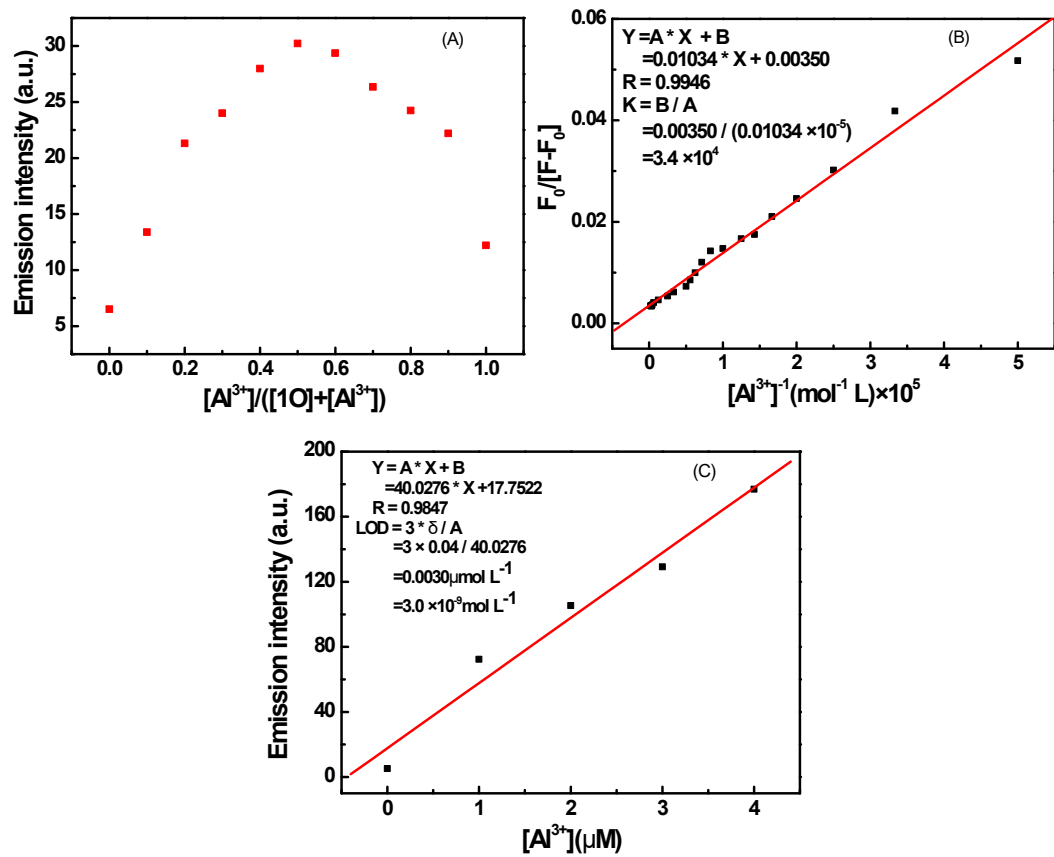 (A)
Emission intensity (a.u.)
30
25
20
15
10
5
0.0 0.2 0.4 0.6 0.8 1.0
[Al³⁺]/([1O]+[Al³⁺])
(B)
Y =A* X + B
=0.01034 * X + 0.00350
R = 0.9946
K = B / A
=0.00350 / (0.01034 ×10⁻⁵)
=3.4 ×10⁴
F₀/[F-F₀]
0.06
0.04
0.02
0.00
0 1 2 3 4 5
[Al³⁺]⁻¹(mol⁻¹ L)×10⁵
(C)
Y = A * X + B
=40.0276 * X +17.7522
R = 0.9847
LOD = 3 * δ / A
=3 × 0.04 / 40.0276
=0.0030μmol L⁻¹
=3.0 ×10⁻⁹mol L⁻¹
Emission intensity (a.u.)
200
160
120
80
40
0
0 1 2 3 4
[Al³⁺](μM)